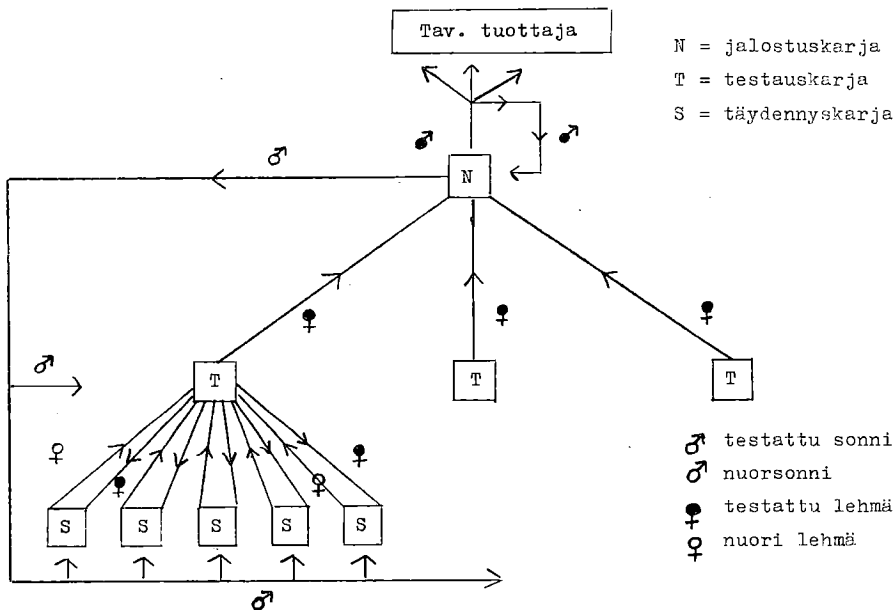 Tav. tuottaja
N = jalostuskarja
T = testauskarja
S = täydennyskarja
♂
♂
♂
N
♀
♀
♀
♂
T
T
T
♀
♀
♀
♀
S
S
S
S
S
♂
♂ testattu sonni
♂ nuorsonni
♀ testattu lehmä
♀ nuori lehmä